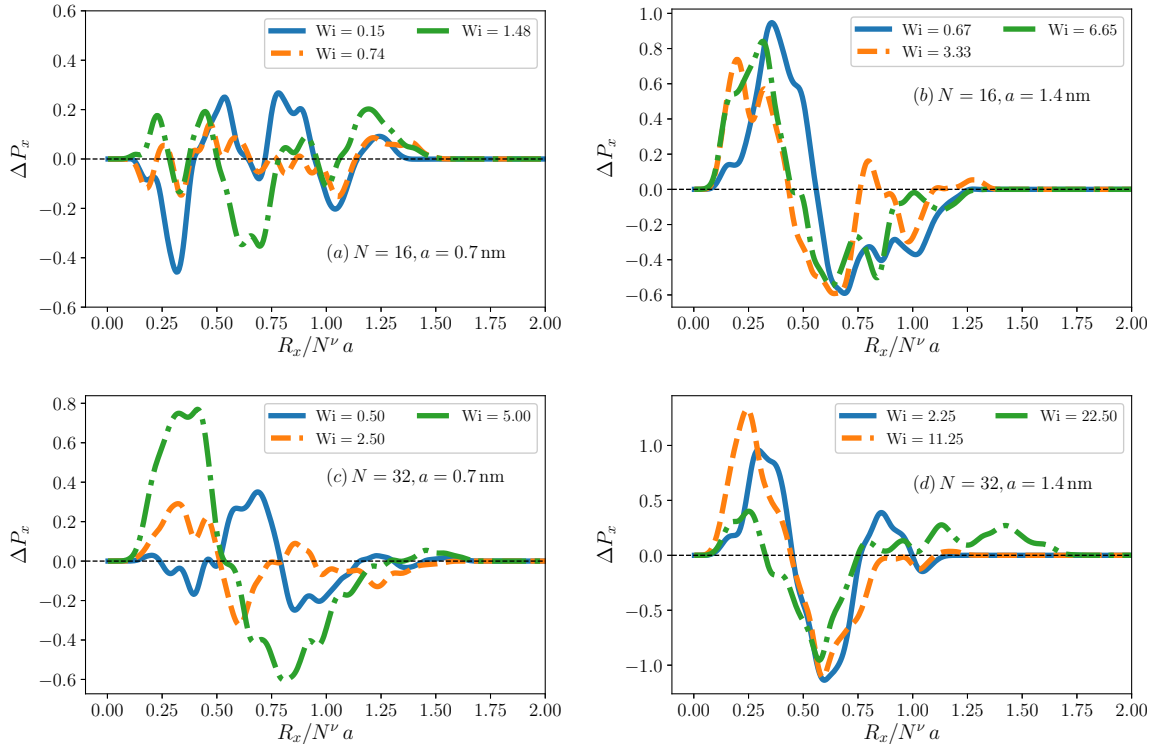 0.6
0.4
0.2
0.0
−0.2
−0.4
−0.6
ΔPₓ
Wi = 0.15
Wi = 0.74
Wi = 1.48
(a) N = 16, a = 0.7 nm
0.00 0.25 0.50 0.75 1.00 1.25 1.50 1.75 2.00
Rₓ/N^ν a
1.0
0.8
0.6
0.4
0.2
0.0
−0.2
−0.4
−0.6
ΔPₓ
Wi = 0.67
Wi = 3.33
Wi = 6.65
(b) N = 16, a = 1.4 nm
0.00 0.25 0.50 0.75 1.00 1.25 1.50 1.75 2.00
Rₓ/N^ν a
0.8
0.6
0.4
0.2
0.0
−0.2
−0.4
−0.6
ΔPₓ
Wi = 0.50
Wi = 2.50
Wi = 5.00
(c) N = 32, a = 0.7 nm
0.00 0.25 0.50 0.75 1.00 1.25 1.50 1.75 2.00
Rₓ/N^ν a
1.0
0.5
0.0
−0.5
−1.0
ΔPₓ
Wi = 2.25
Wi = 11.25
Wi = 22.50
(d) N = 32, a = 1.4 nm
0.00 0.25 0.50 0.75 1.00 1.25 1.50 1.75 2.00
Rₓ/N^ν a